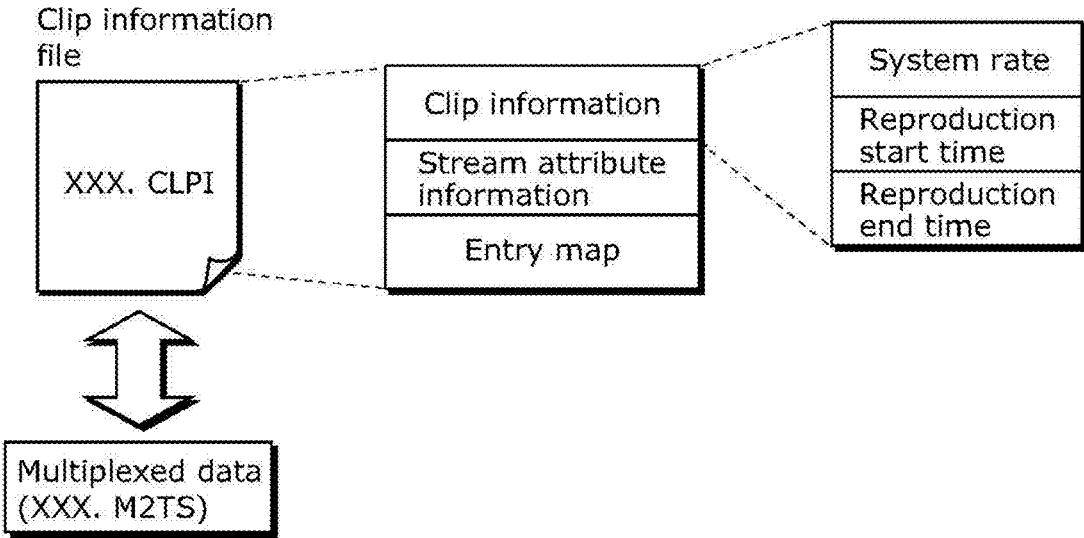 Clip information
file
XXX. CLPI
Multiplexed data
(XXX. M2TS)
Clip information
Stream attribute
information
Entry map
System rate
Reproduction
start time
Reproduction
end time